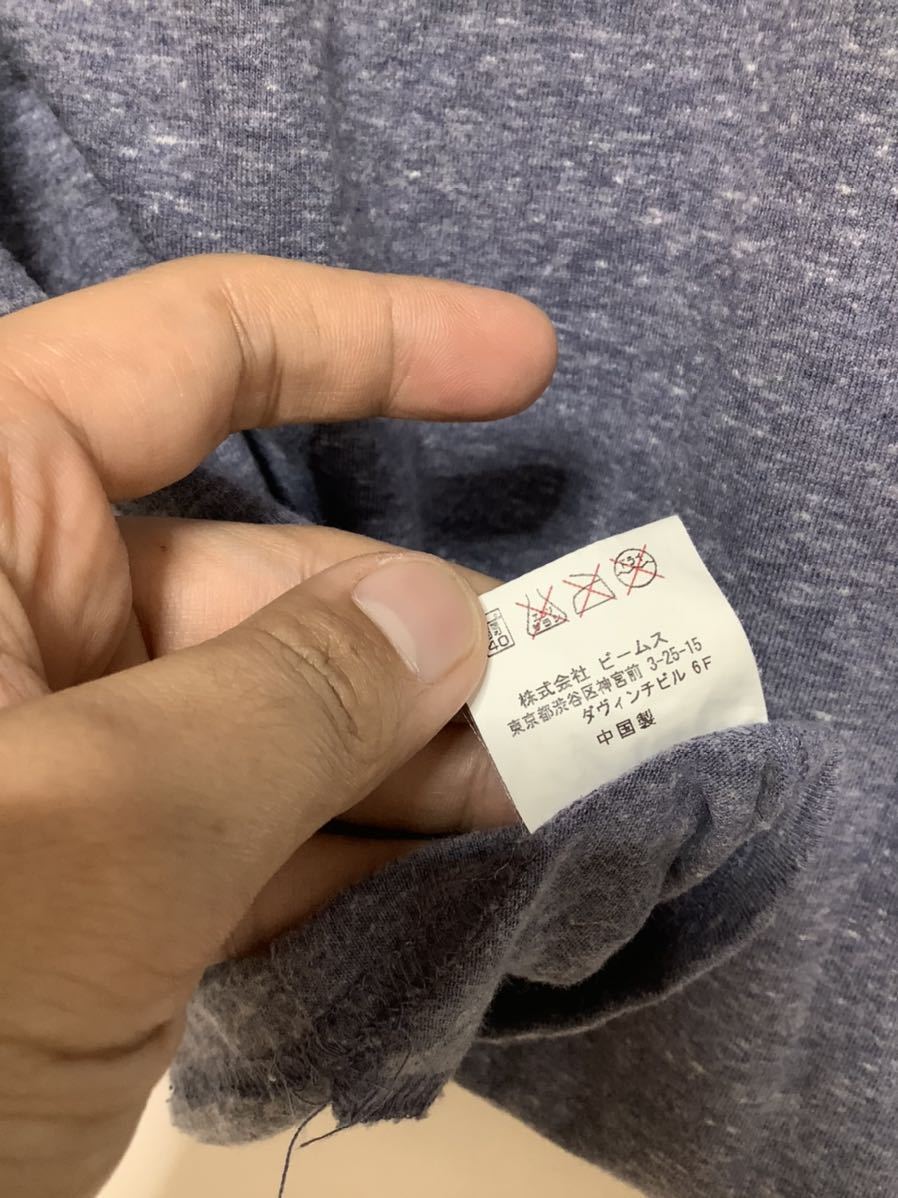 40
株式会社 ビームス
東京都渋谷区神宮前 3-25-15
ダヴィンチビル 6F
中国製